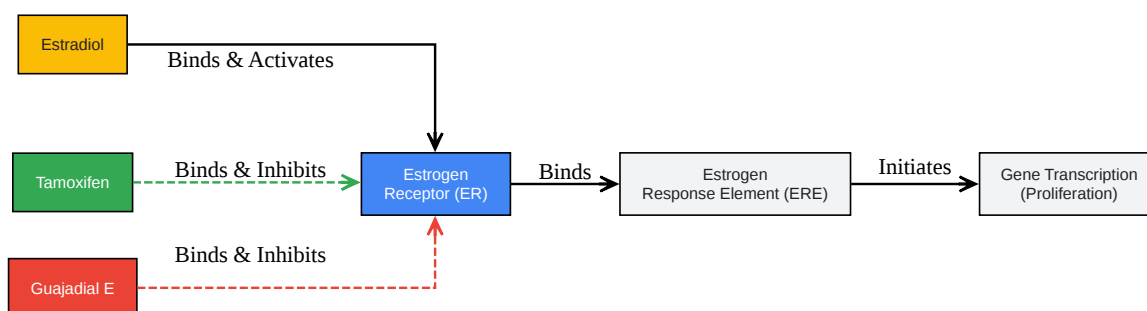 Estradiol
Binds & Activates
Tamoxifen
Binds & Inhibits
Estrogen
Receptor (ER)
Binds
Estrogen
Response Element (ERE)
Initiates
Gene Transcription
(Proliferation)
Binds & Inhibits
Guajadial E